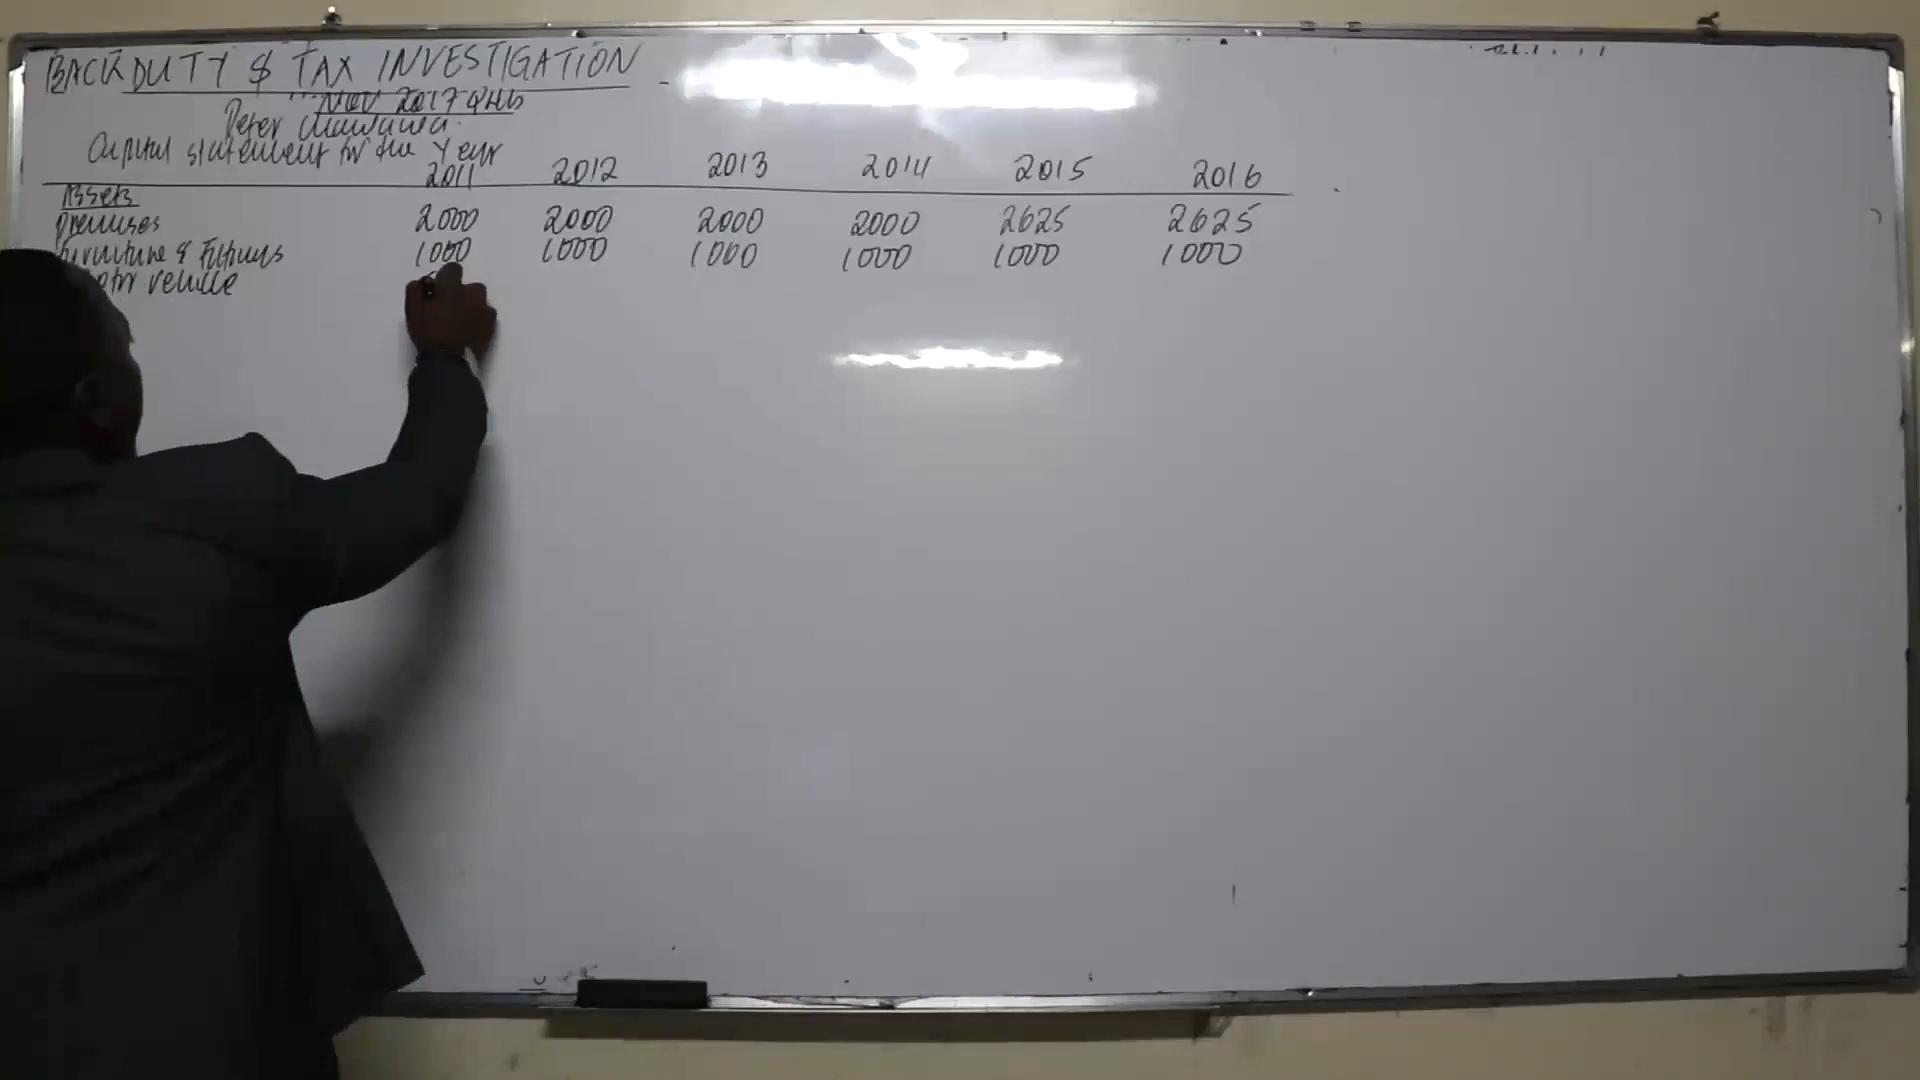 BACK DUTY & TAX INVESTIGATION
NOV 2017 Q4b
Peter
Capital statement for the Year
2011 2012 2013 2014 2015 2016
Assets
Premises 2000 2000 2000 2000 2625 2625
Furniture & Fittings 1000 1000 1000 1000 1000 1000
vehicle